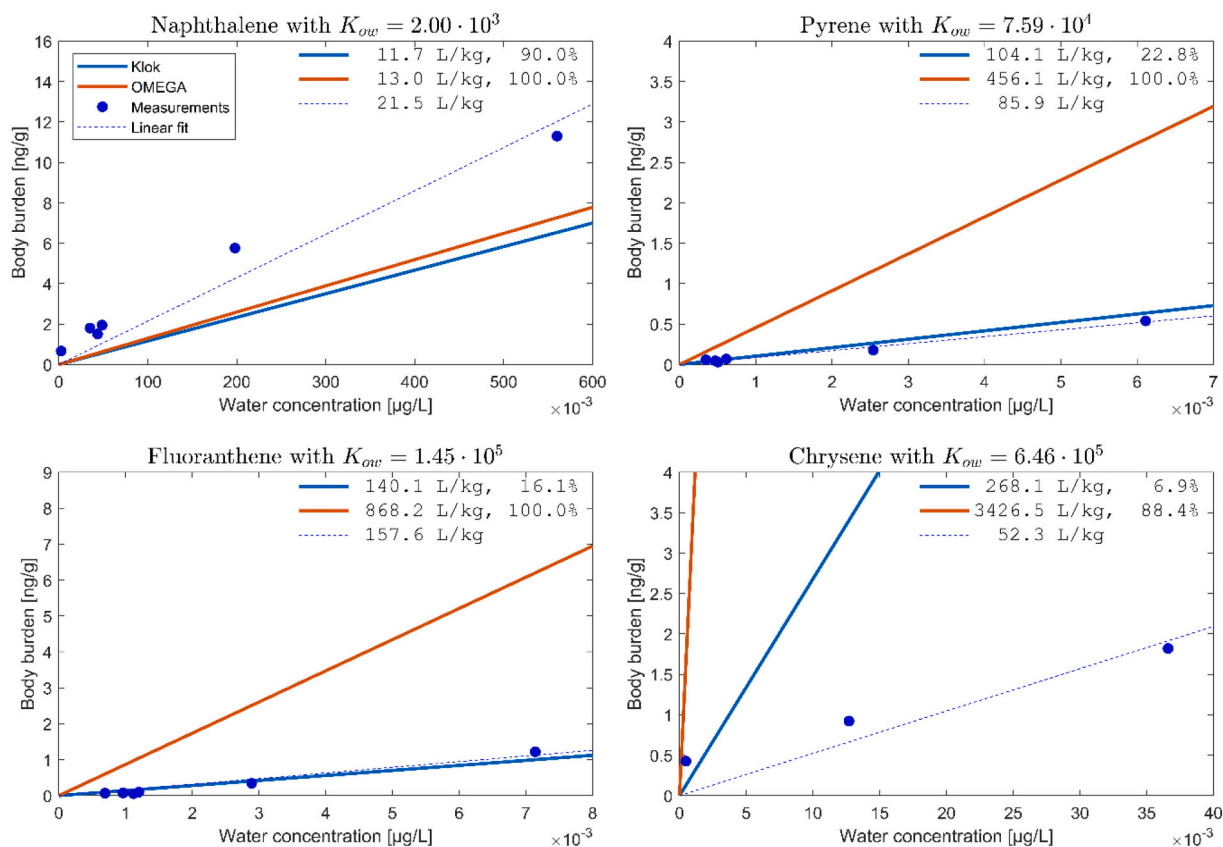 Naphthalene with K_ow = 2.00 · 10^3
16
14
12
10
8
6
4
2
0
Body burden [ng/g]
Klok
OMEGA
Measurements
Linear fit
11.7 L/kg, 90.0%
13.0 L/kg, 100.0%
21.5 L/kg
0 100 200 300 400 500 600
Water concentration [µg/L]
×10^-3
Pyrene with K_ow = 7.59 · 10^4
4
3.5
3
2.5
2
1.5
1
0.5
0
Body burden [ng/g]
104.1 L/kg, 22.8%
456.1 L/kg, 100.0%
85.9 L/kg
0 1 2 3 4 5 6 7
Water concentration [µg/L]
×10^-3
Fluoranthene with K_ow = 1.45 · 10^5
9
8
7
6
5
4
3
2
1
0
Body burden [ng/g]
140.1 L/kg, 16.1%
868.2 L/kg, 100.0%
157.6 L/kg
0 1 2 3 4 5 6 7 8
Water concentration [µg/L]
×10^-3
Chrysene with K_ow = 6.46 · 10^5
4
3.5
3
2.5
2
1.5
1
0.5
0
Body burden [ng/g]
268.1 L/kg, 6.9%
3426.5 L/kg, 88.4%
52.3 L/kg
0 5 10 15 20 25 30 35 40
Water concentration [µg/L]
×10^-3